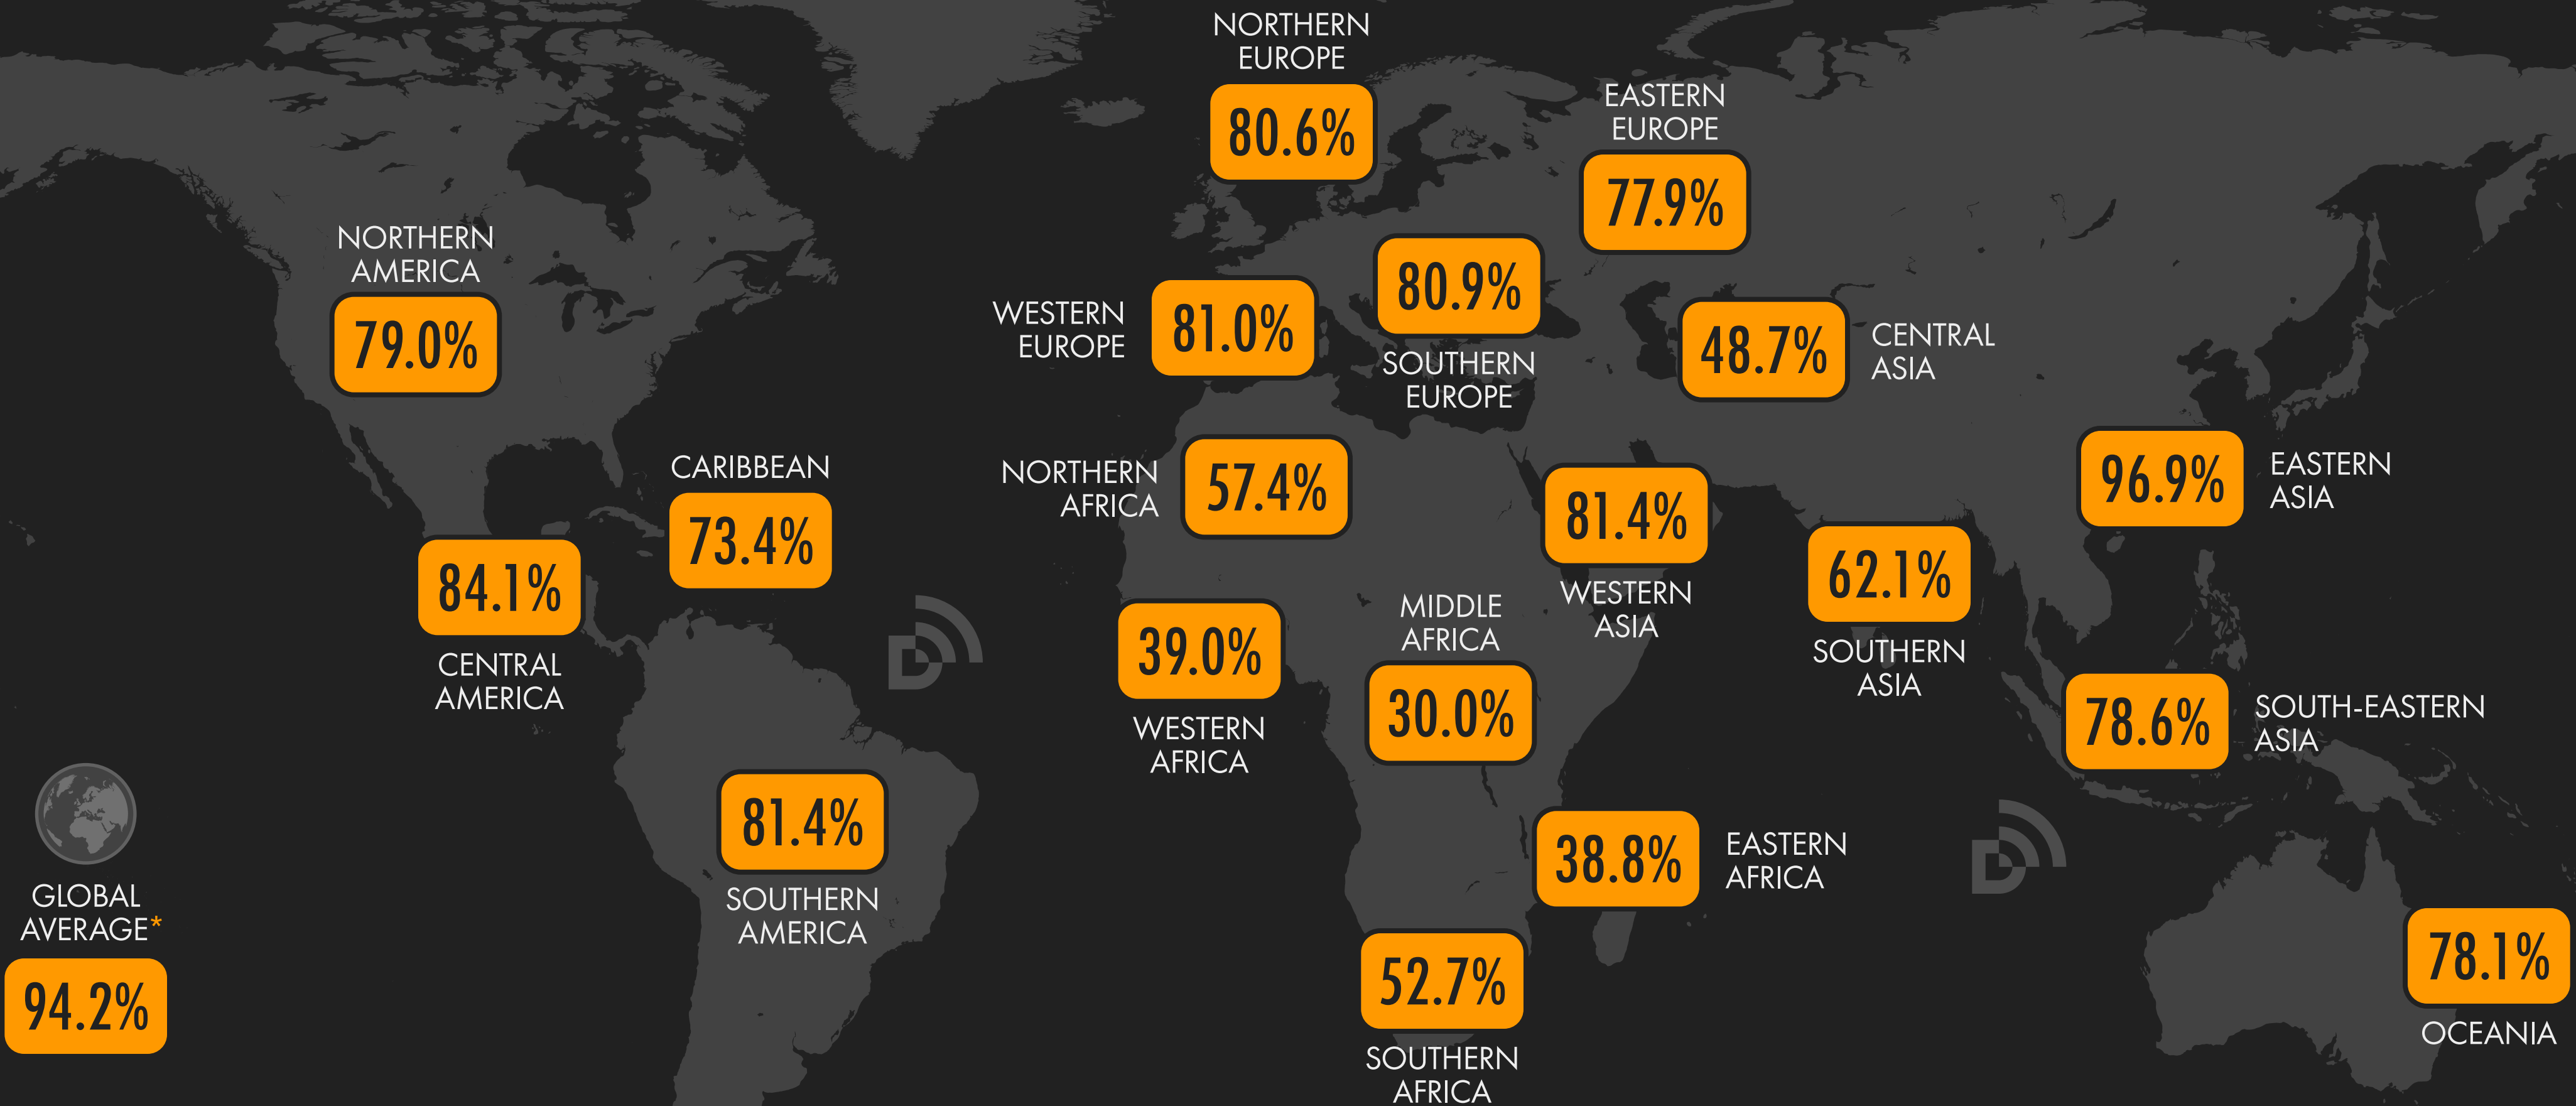 NORTHERN
EUROPE
80.6%
EASTERN
EUROPE
77.9%
NORTHERN
AMERICA
79.0%
WESTERN
EUROPE
81.0%
80.9%
SOUTHERN
EUROPE
48.7%
CENTRAL
ASIA
CARIBBEAN
73.4%
NORTHERN
AFRICA
57.4%
81.4%
WESTERN
ASIA
96.9%
EASTERN
ASIA
84.1%
CENTRAL
AMERICA
62.1%
SOUTHERN
ASIA
39.0%
WESTERN
AFRICA
MIDDLE
AFRICA
30.0%
78.6%
SOUTH-EASTERN
ASIA
81.4%
SOUTHERN
AMERICA
38.8%
EASTERN
AFRICA
GLOBAL
AVERAGE*
94.2%
52.7%
SOUTHERN
AFRICA
78.1%
OCEANIA